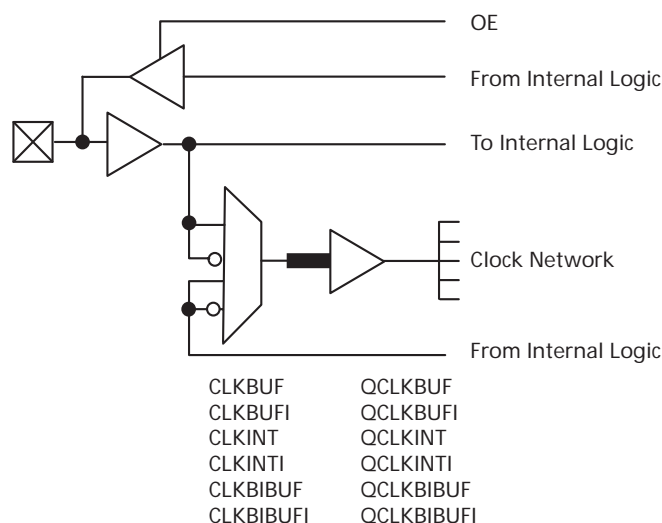 OE
From Internal Logic
To Internal Logic
Clock Network
From Internal Logic
CLKBUF QCLKBUF
CLKBUFI QCLKBUFI
CLKINT QCLKINT
CLKINTI QCLKINTI
CLKBIBUF QCLKBIBUF
CLKBIBUFI QCLKBIBUFI